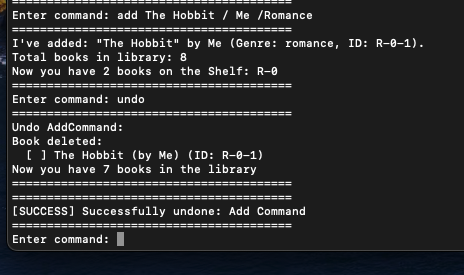 ========================================
Enter command: add The Hobbit / Me /Romance
========================================
I've added: "The Hobbit" by Me (Genre: romance, ID: R-0-1).
Total books in library: 8
Now you have 2 books on the Shelf: R-0
========================================
Enter command: undo
========================================
Undo AddCommand:
Book deleted:
  [ ] The Hobbit (by Me) (ID: R-0-1)
Now you have 7 books in the library
========================================
========================================
[SUCCESS] Successfully undone: Add Command
========================================
Enter command: